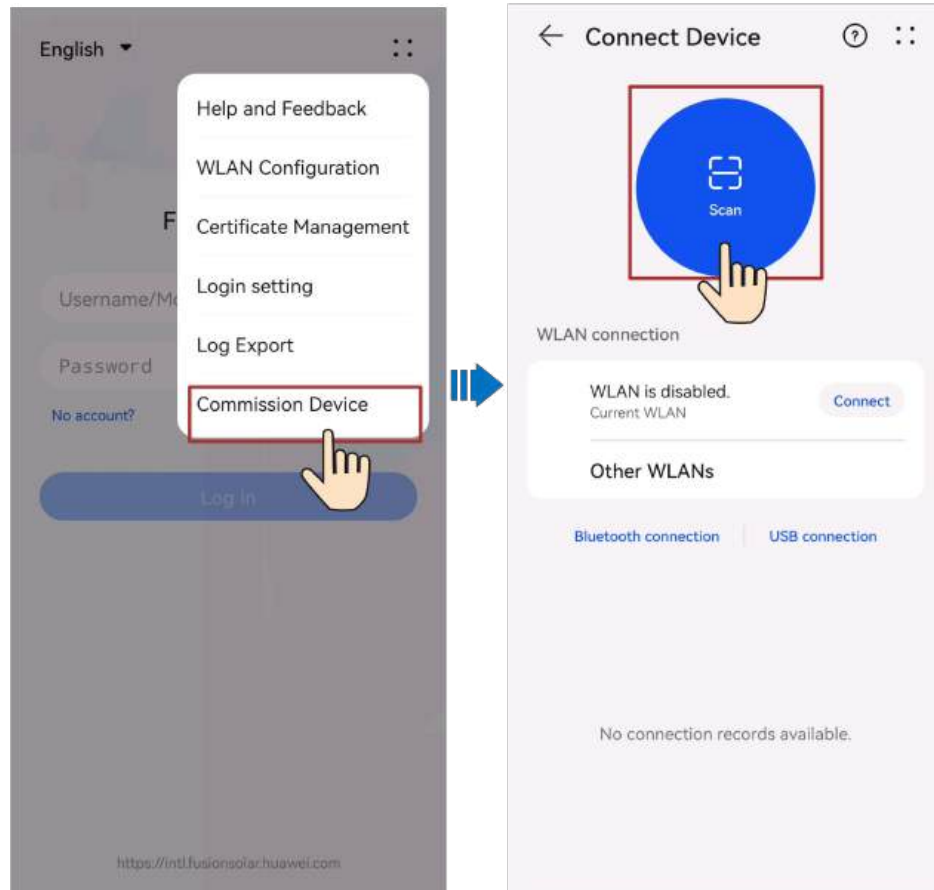 English
Help and Feedback
WLAN Configuration
F
Certificate Management
Username/Mo
Login setting
Log Export
Password
Commission Device
No account?
Log In
https://intl.fusionsolar.huawei.com
Connect Device
Scan
WLAN connection
WLAN is disabled.
Current WLAN
Connect
Other WLANs
Bluetooth connection
USB connection
No connection records available.